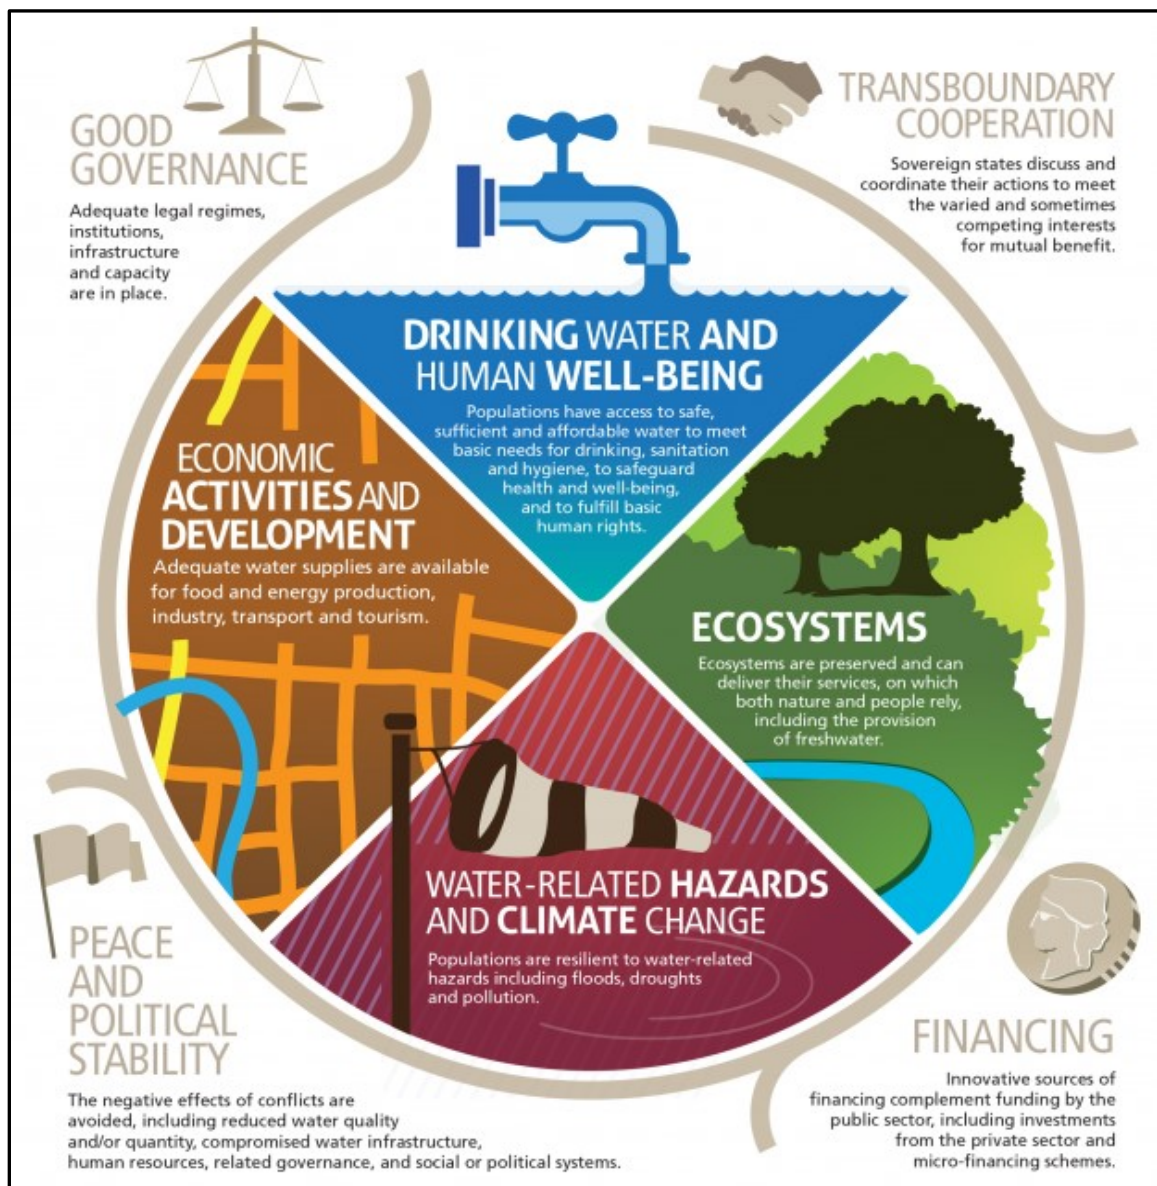 GOOD
GOVERNANCE
Adequate legal regimes,
institutions,
infrastructure
and capacity
are in place.
TRANSBOUNDARY
COOPERATION
Sovereign states discuss and
coordinate their actions to meet
the varied and sometimes
competing interests
for mutual benefit.
DRINKING WATER AND
HUMAN WELL-BEING
Populations have access to safe,
sufficient and affordable water to meet
basic needs for drinking, sanitation
and hygiene, to safeguard
health and well-being,
and to fulfill basic
human rights.
ECONOMIC
ACTIVITIES AND
DEVELOPMENT
Adequate water supplies are available
for food and energy production,
industry, transport and tourism.
ECOSYSTEMS
Ecosystems are preserved and can
deliver their services, on which
both nature and people rely,
including the provision
of freshwater.
WATER-RELATED HAZARDS
AND CLIMATE CHANGE
Populations are resilient to water-related
hazards including floods, droughts
and pollution.
PEACE
AND
POLITICAL
STABILITY
The negative effects of conflicts are
avoided, including reduced water quality
and/or quantity, compromised water infrastructure,
human resources, related governance, and social or political systems.
FINANCING
Innovative sources of
financing complement funding by the
public sector, including investments
from the private sector and
micro-financing schemes.